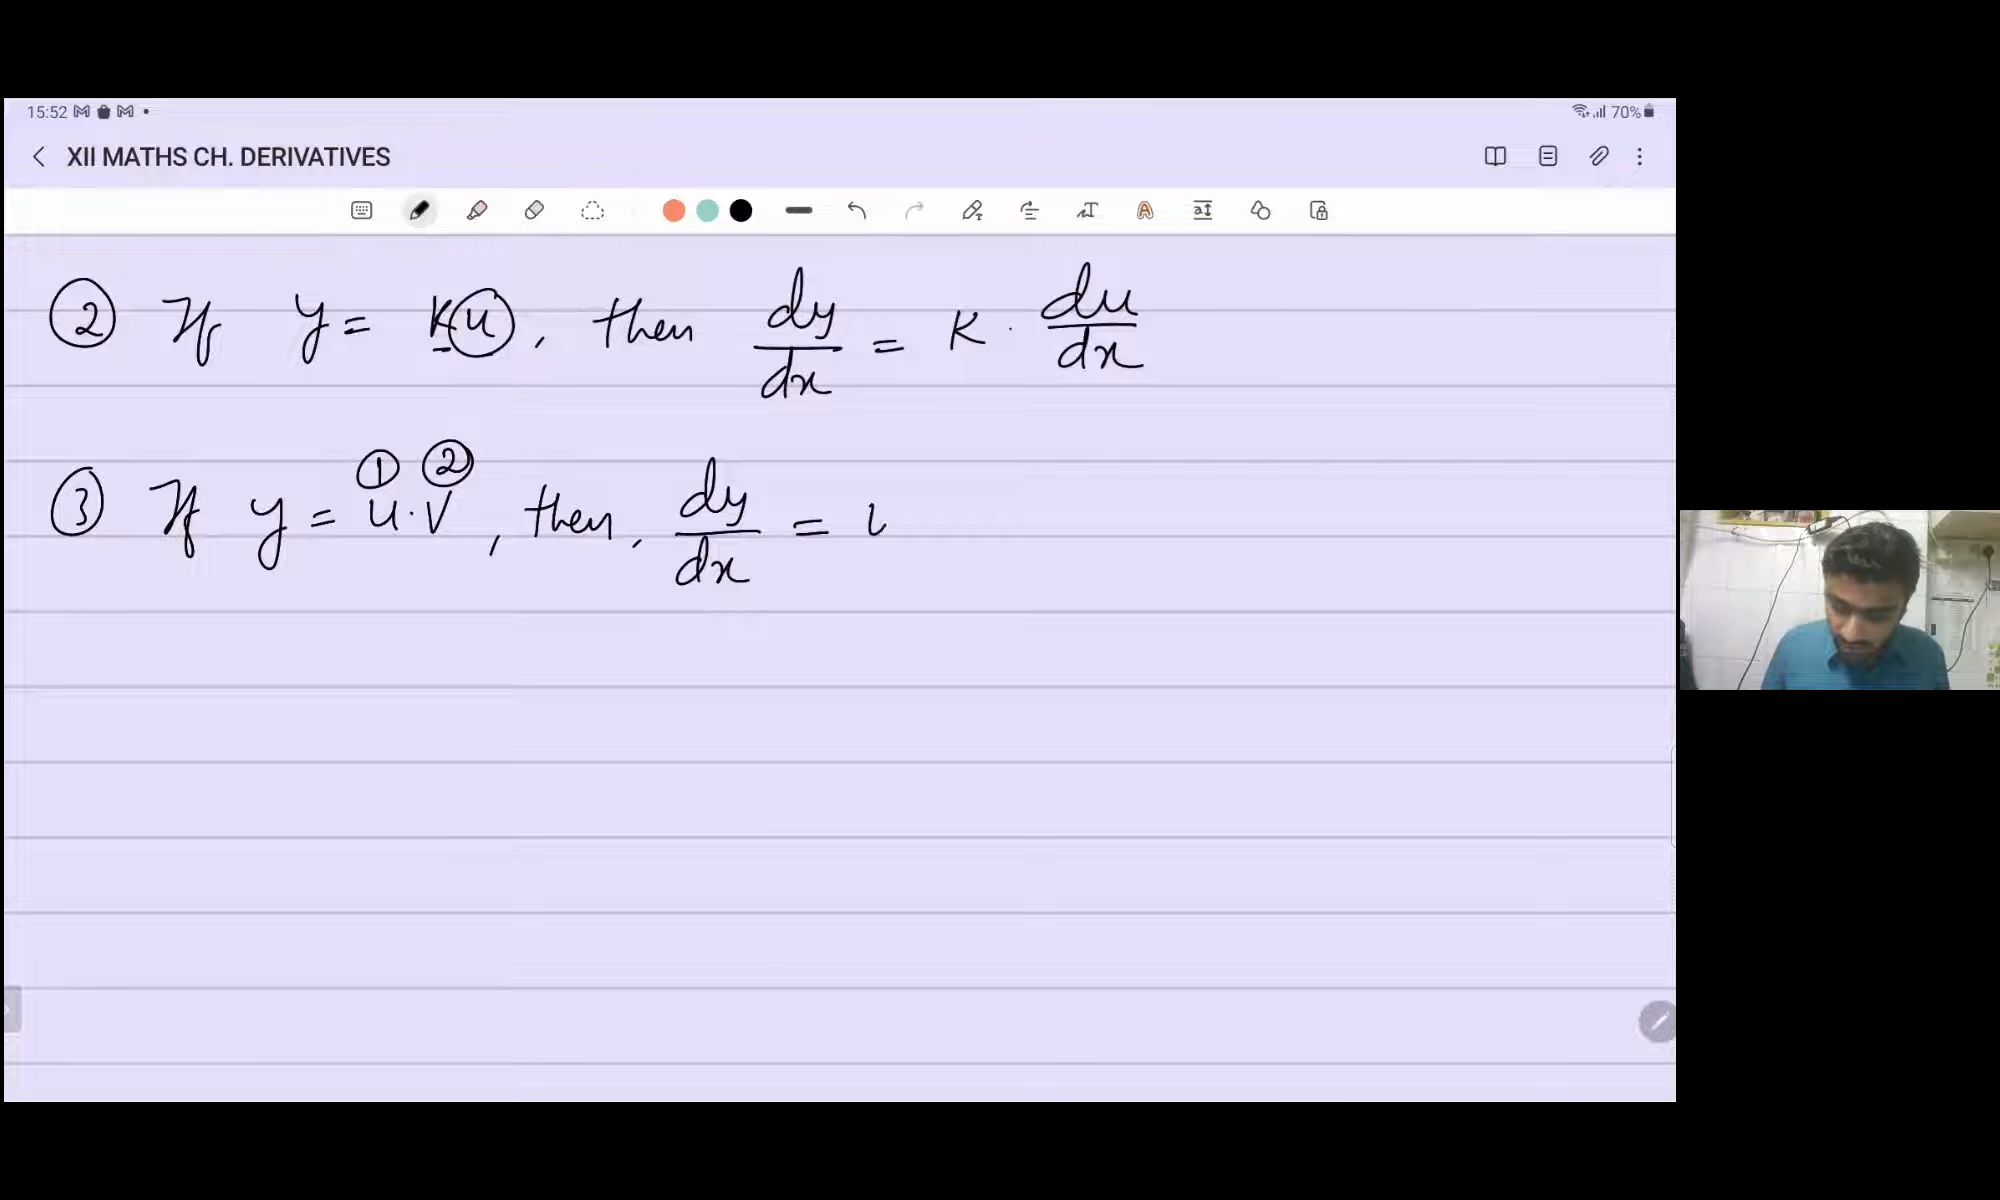 15:52
70%
XII MATHS CH. DERIVATIVES
② If y = Ku, then dy/dx = K · du/dx
① ②
③ If y = u·v, then, dy/dx = u